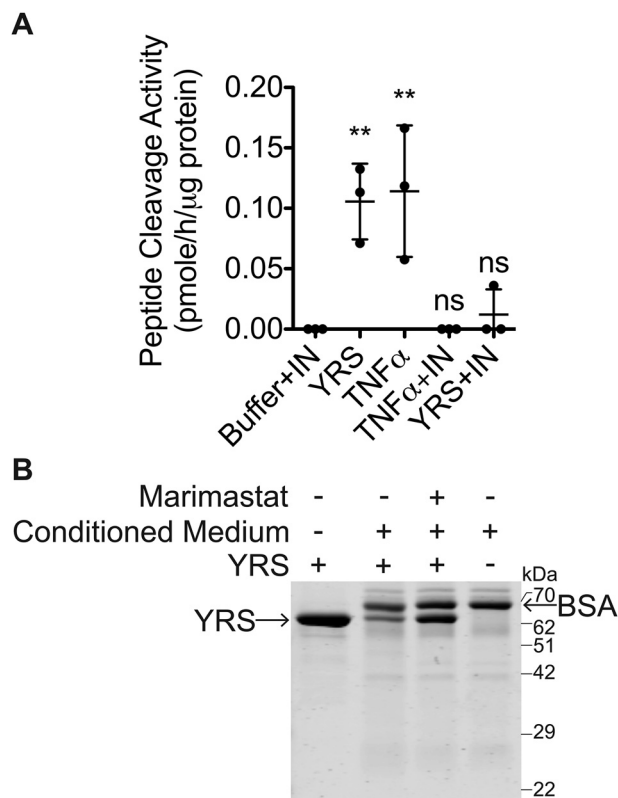 A
Peptide Cleavage Activity
(pmole/h/μg protein)
0.20
0.15
0.10
0.05
0.00
**
**
ns
ns
Buffer+IN
YRS
TNFα
TNFα+IN
YRS+IN
B
Marimastat - - + -
Conditioned Medium - + + +
YRS + + + -
kDa
YRS
BSA
70
62
51
42
29
22